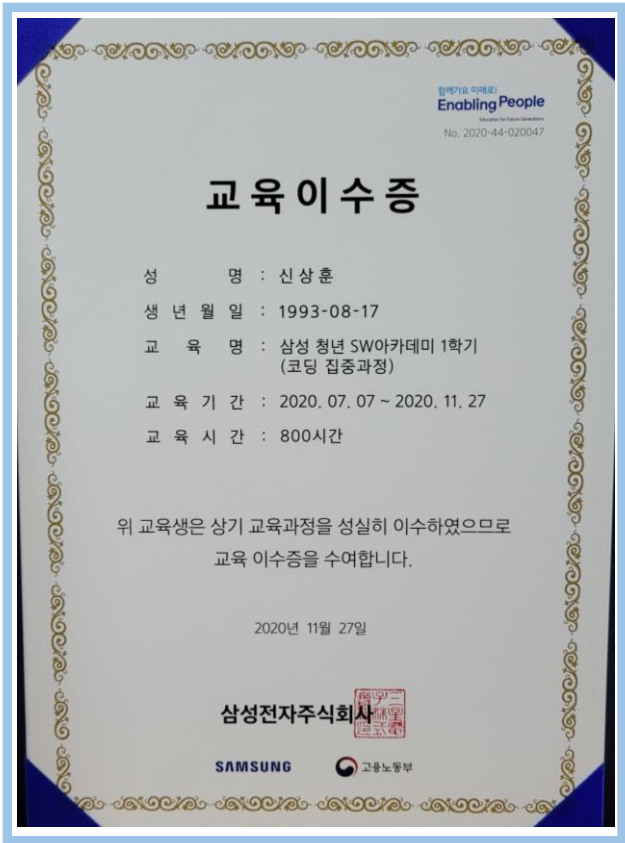 함께가요 미래로!
Enabling People
Education for Future Generations
No. 2020-44-020047
교육이수증
성 명 : 신상훈
생 년 월 일 : 1993-08-17
교 육 명 : 삼성 청년 SW아카데미 1학기
(코딩 집중과정)
교 육 기 간 : 2020. 07. 07 ~ 2020. 11. 27
교 육 시 간 : 800시간
위 교육생은 상기 교육과정을 성실히 이수하였으므로
교육 이수증을 수여합니다.
2020년 11월 27일
삼성전자주식회사
SAMSUNG 고용노동부